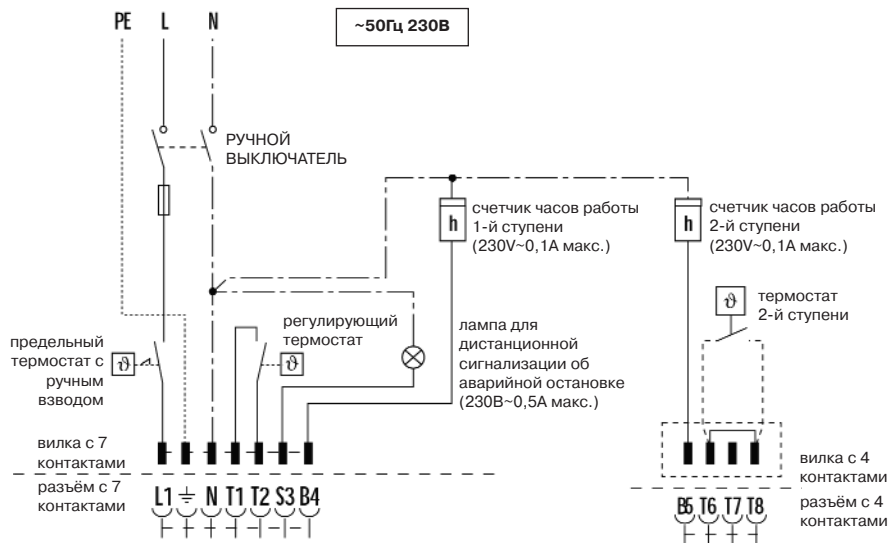 PE L N
~50Гц 230В
РУЧНОЙ
ВЫКЛЮЧАТЕЛЬ
h
счетчик часов работы
1-й ступени
(230V~0,1А макс.)
h
счетчик часов работы
2-й ступени
(230V~0,1А макс.)
ϑ
термостат
2-й ступени
предельный
термостат с
ручным
взводом
ϑ
регулирующий
термостат
ϑ
лампа для
дистанционной
сигнализации об
аварийной остановке
(230В~0,5А макс.)
вилка с 7
контактами
разъём с 7
контактами
L1 N T1 T2 S3 B4
вилка с 4
контактами
разъём с 4
контактами
B5 T6 T7 T8